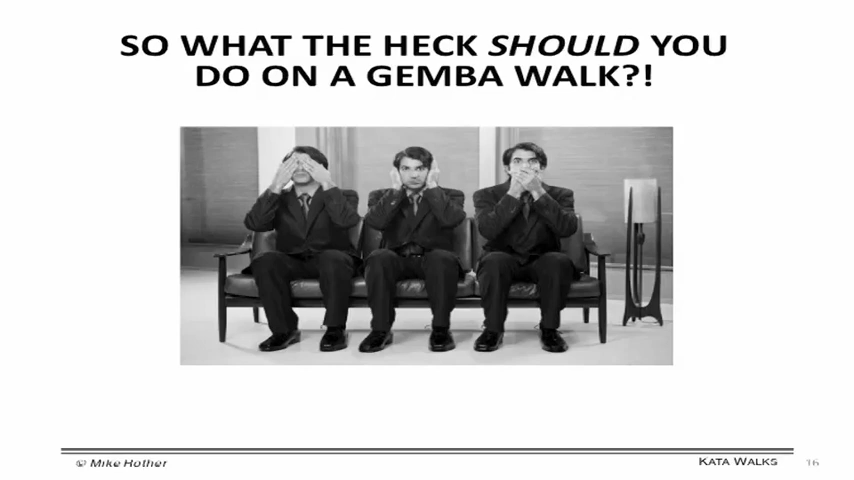 SO WHAT THE HECK SHOULD YOU
DO ON A GEMBA WALK?!
© Mike Rother
KATA WALKS
16